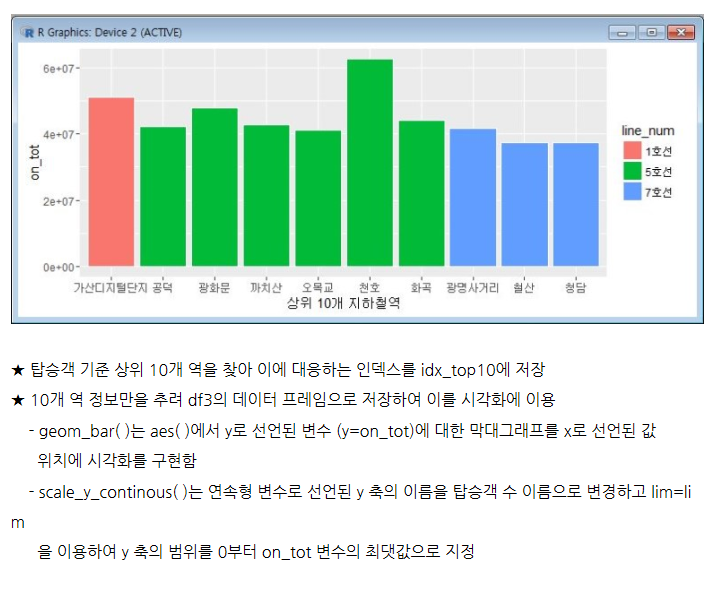 R Graphics: Device 2 (ACTIVE)
6e+07
4e+07
2e+07
0e+00
on_tot
가산디지털단지 공덕 광화문 까치산 오목교 천호 화곡 광명사거리 철산 청담
상위 10개 지하철역
line_num
1호선
5호선
7호선
★ 탑승객 기준 상위 10개 역을 찾아 이에 대응하는 인덱스를 idx_top10에 저장
★ 10개 역 정보만을 추려 df3의 데이터 프레임으로 저장하여 이를 시각화에 이용
- geom_bar( )는 aes( )에서 y로 선언된 변수 (y=on_tot)에 대한 막대그래프를 x로 선언된 값
위치에 시각화를 구현함
- scale_y_continous( )는 연속형 변수로 선언된 y 축의 이름을 탑승객 수 이름으로 변경하고 lim=li
m
을 이용하여 y 축의 범위를 0부터 on_tot 변수의 최댓값으로 지정